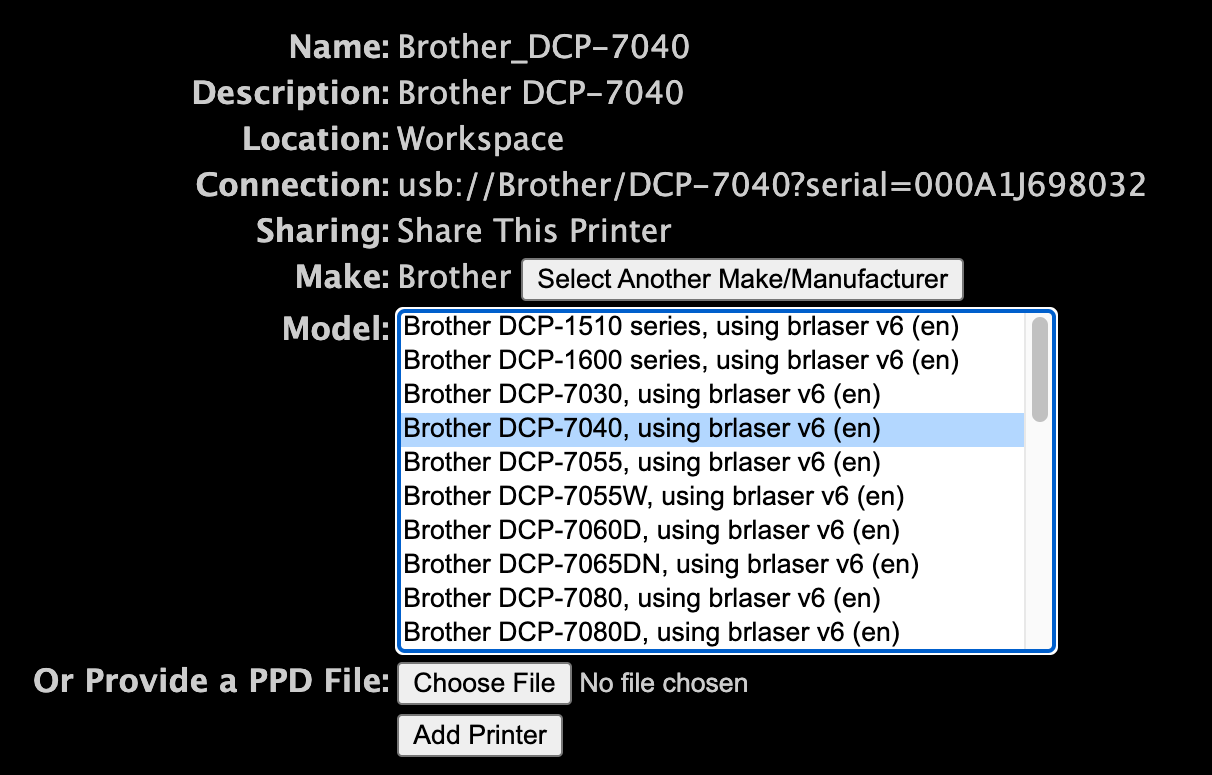 Name: Brother_DCP-7040
Description: Brother DCP-7040
Location: Workspace
Connection: usb://Brother/DCP-7040?serial=000A1J698032
Sharing: Share This Printer
Make: Brother Select Another Make/Manufacturer
Model: Brother DCP-1510 series, using brlaser v6 (en)
Brother DCP-1600 series, using brlaser v6 (en)
Brother DCP-7030, using brlaser v6 (en)
Brother DCP-7040, using brlaser v6 (en)
Brother DCP-7055, using brlaser v6 (en)
Brother DCP-7055W, using brlaser v6 (en)
Brother DCP-7060D, using brlaser v6 (en)
Brother DCP-7065DN, using brlaser v6 (en)
Brother DCP-7080, using brlaser v6 (en)
Brother DCP-7080D, using brlaser v6 (en)
Or Provide a PPD File: Choose File No file chosen
Add Printer